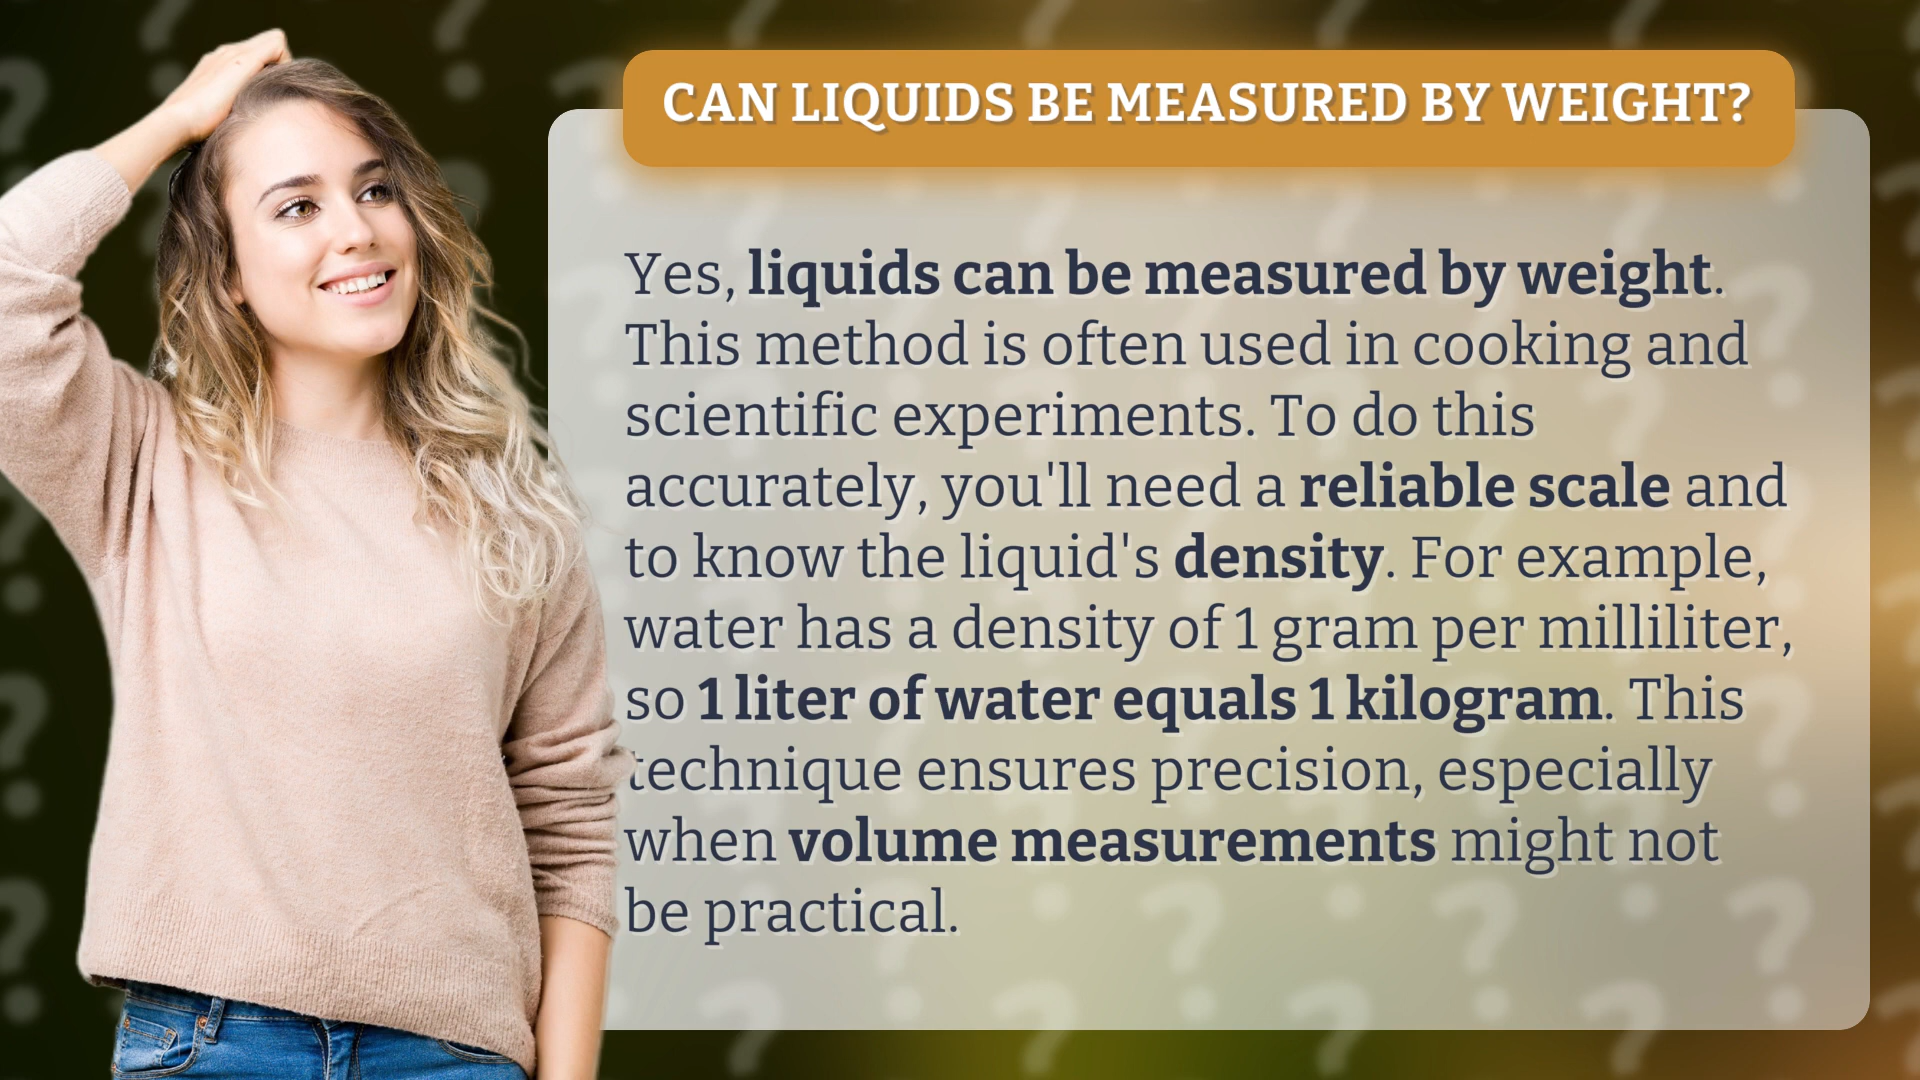 CAN LIQUIDS BE MEASURED BY WEIGHT?
Yes, liquids can be measured by weight.
This method is often used in cooking and
scientific experiments. To do this
accurately, you'll need a reliable scale and
to know the liquid's density. For example,
water has a density of 1 gram per milliliter,
so 1 liter of water equals 1 kilogram. This
technique ensures precision, especially
when volume measurements might not
be practical.